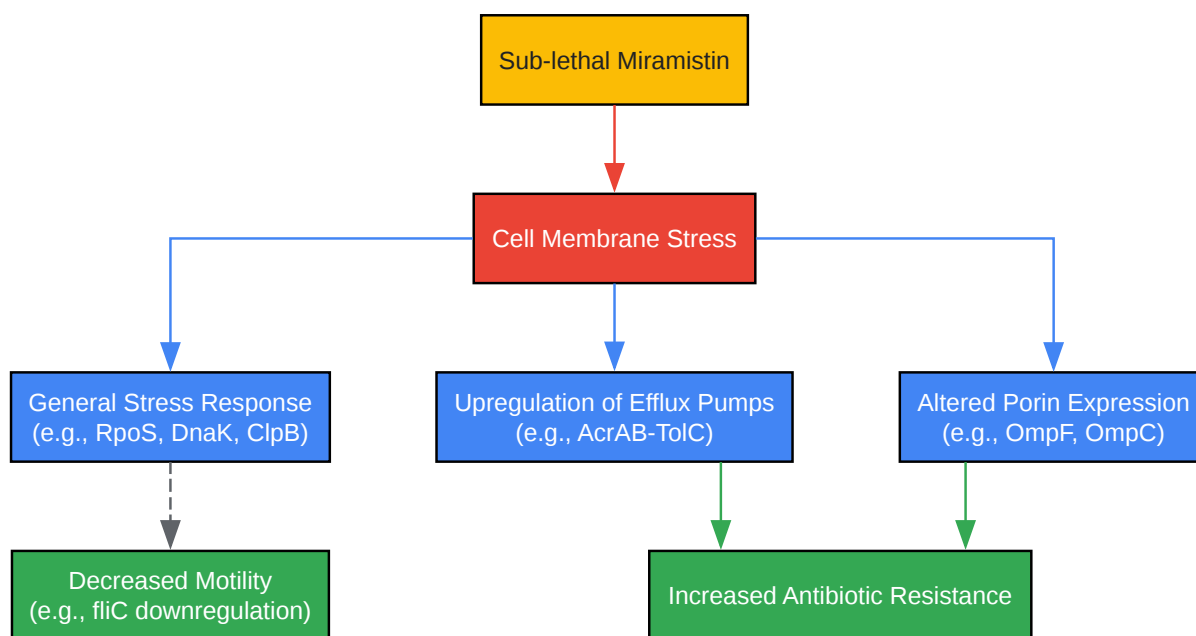 Sub-lethal Miramistin
Cell Membrane Stress
General Stress Response
(e.g., RpoS, DnaK, ClpB)
Upregulation of Efflux Pumps
(e.g., AcrAB-TolC)
Altered Porin Expression
(e.g., OmpF, OmpC)
Decreased Motility
(e.g., fliC downregulation)
Increased Antibiotic Resistance